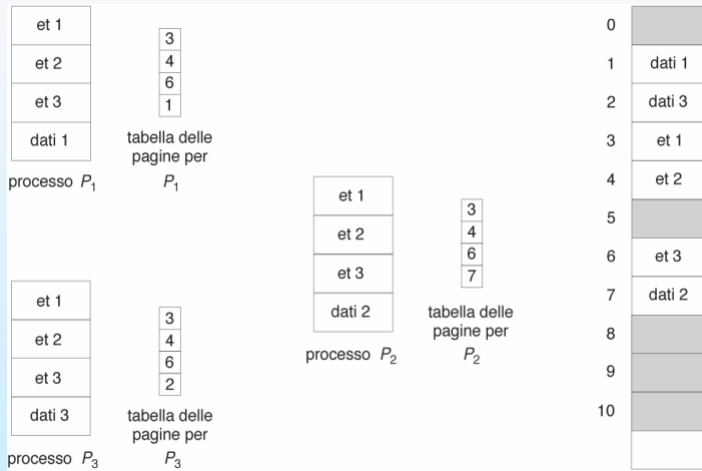 et 1
et 2
et 3
dati 1
processo P1
3
4
6
1
tabella delle
pagine per
P1
et 1
et 2
et 3
dati 2
processo P2
3
4
6
7
tabella delle
pagine per
P2
et 1
et 2
et 3
dati 3
processo P3
3
4
6
2
tabella delle
pagine per
P3
0
1 dati 1
2 dati 3
3 et 1
4 et 2
5
6 et 3
7 dati 2
8
9
10